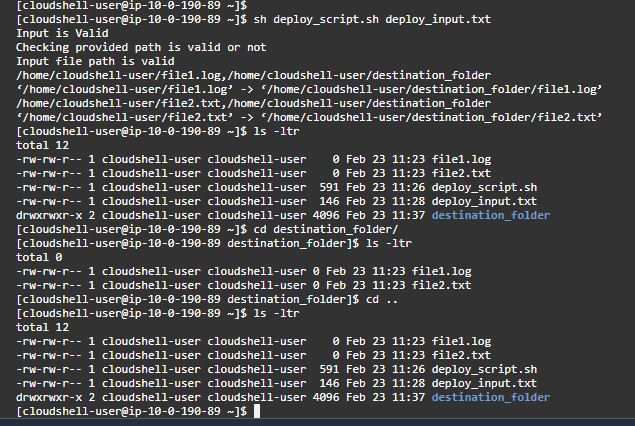 [cloudshell-user@ip-10-0-190-89 ~]$
[cloudshell-user@ip-10-0-190-89 ~]$ sh deploy_script.sh deploy_input.txt
Input is Valid
Checking provided path is valid or not
Input file path is valid
/home/cloudshell-user/file1.log,/home/cloudshell-user/destination_folder
‘/home/cloudshell-user/file1.log’ -> ‘/home/cloudshell-user/destination_folder/file1.log’
/home/cloudshell-user/file2.txt,/home/cloudshell-user/destination_folder
‘/home/cloudshell-user/file2.txt’ -> ‘/home/cloudshell-user/destination_folder/file2.txt’
[cloudshell-user@ip-10-0-190-89 ~]$ ls -ltr
total 12
-rw-rw-r-- 1 cloudshell-user cloudshell-user    0 Feb 23 11:23 file1.log
-rw-rw-r-- 1 cloudshell-user cloudshell-user    0 Feb 23 11:23 file2.txt
-rw-rw-r-- 1 cloudshell-user cloudshell-user  591 Feb 23 11:26 deploy_script.sh
-rw-rw-r-- 1 cloudshell-user cloudshell-user  146 Feb 23 11:28 deploy_input.txt
drwxrwxr-x 2 cloudshell-user cloudshell-user 4096 Feb 23 11:37 destination_folder
[cloudshell-user@ip-10-0-190-89 ~]$ cd destination_folder/
[cloudshell-user@ip-10-0-190-89 destination_folder]$ ls -ltr
total 0
-rw-rw-r-- 1 cloudshell-user cloudshell-user 0 Feb 23 11:23 file1.log
-rw-rw-r-- 1 cloudshell-user cloudshell-user 0 Feb 23 11:23 file2.txt
[cloudshell-user@ip-10-0-190-89 destination_folder]$ cd ..
[cloudshell-user@ip-10-0-190-89 ~]$ ls -ltr
total 12
-rw-rw-r-- 1 cloudshell-user cloudshell-user    0 Feb 23 11:23 file1.log
-rw-rw-r-- 1 cloudshell-user cloudshell-user    0 Feb 23 11:23 file2.txt
-rw-rw-r-- 1 cloudshell-user cloudshell-user  591 Feb 23 11:26 deploy_script.sh
-rw-rw-r-- 1 cloudshell-user cloudshell-user  146 Feb 23 11:28 deploy_input.txt
drwxrwxr-x 2 cloudshell-user cloudshell-user 4096 Feb 23 11:37 destination_folder
[cloudshell-user@ip-10-0-190-89 ~]$